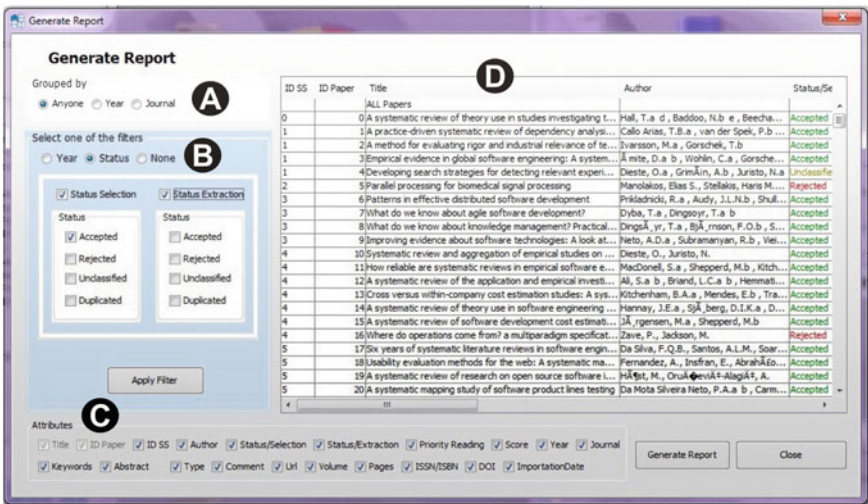 Generate Report
Generate Report
Grouped by
A
Anyone Year Journal
Select one of the filters
B
Year Status None
Status Selection Status Extraction
Status Status
Accepted Accepted
Rejected Rejected
Unclassified Unclassified
Duplicated Duplicated
Apply Filter
D
ID SS ID Paper Title Author Status/Se
ALL Papers
0 0 A systematic review of theory use in studies investigating t... Hall, T.a d , Baddoo, N.b e , Beecha... Accepted
1 1 A practice-driven systematic review of dependency analysi... Callo Arias, T.B.a , van der Spek, P.b ... Accepted
1 2 A method for evaluating rigor and industrial relevance of te... Ivarsson, M.a , Gorschek, T.b Accepted
1 3 Empirical evidence in global software engineering: A system... Å mite, D.a b , Wohlin, C.a , Gorsche... Accepted
1 4 Developing search strategies for detecting relevant experi... Dieste, O.a , GrimÃ¡n, A.b , Juristo, N.a Unclassifie
2 5 Parallel processing for biomedical signal processing Manolakos, Elias S., Stellakis, Haris M.... Rejected
3 6 Patterns in effective distributed software development Prikladnicki, R.a , Audy, J.L.N.b , Shull... Accepted
3 7 What do we know about agile software development? Dyba, T.a , Dingsoyr, T.a b Accepted
3 8 What do we know about knowledge management? Practical... Accepted
3 9 Improving evidence about software technologies: A look at... Neto, A.D.a , Subramanyan, R.b , Viei... Accepted
4 10 Systematic review and aggregation of empirical studies on ... Dieste, O., Juristo, N. Accepted
4 11 How reliable are systematic reviews in empirical software e... MacDonell, S.a , Shepperd, M.b , Kitch... Accepted
4 12 A systematic review of the application and empirical investi... Ali, S.a b , Briand, L.C.a b , Hemmati... Accepted
4 13 Cross versus within-company cost estimation studies: A sys... Kitchenham, B.A.a , Mendes, E.b , Tra... Accepted
4 14 A systematic review of theory use in software engineering ... Hannay, J.E.a , SjÃ¸berg, D.I.K.a , D... Accepted
4 15 A systematic review of software development cost estimati... JÃ¸rgensen, M.a , Shepperd, M.b Accepted
4 16 Where do operations come from? a multiparadigm specificat... Zave, P., Jackson, M. Rejected
5 17 Six years of systematic literature reviews in software engin... Da Silva, F.Q.B., Santos, A.L.M., Soar... Accepted
5 18 Usability evaluation methods for the web: A systematic ma... Fernandez, A., Insfran, E., AbrahÃ£o... Accepted
5 19 A systematic review of research on open source software i... Accepted
5 20 A systematic mapping study of software product lines testing Da Mota Silveira Neto, P.A.a b , Carm... Accepted
C
Attributes
Title ID Paper ID SS Author Status/Selection Status/Extraction Priority Reading Score Year Journal
Keywords Abstract Type Comment Url Volume Pages ISSN/ISBN DOI ImportationDate
Generate Report Close